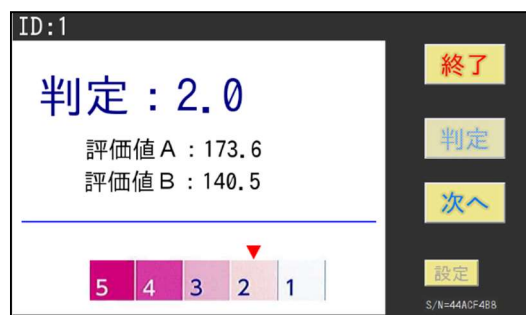 ID:1
判定:2.0
評価値A:173.6
評価値B:140.5
5 4 3 2 1
終了
判定
次へ
設定
S/N=44ACF4B8